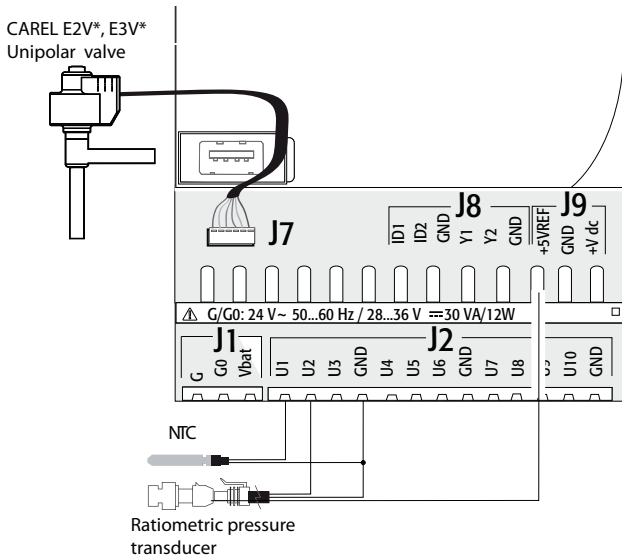 CAREL E2V*, E3V*
Unipolar valve
J7
J8
J9
ID1
ID2
GND
Y1
Y2
GND
+5VREF
GND
+V dc
G/G0: 24 V~ 50...60 Hz / 28...36 V ⎓30 VA/12W
J1
J2
G
G0
Vbat
U1
U2
U3
GND
U4
U5
U6
GND
U7
U8
U10
GND
NTC
Ratiometric pressure
transducer